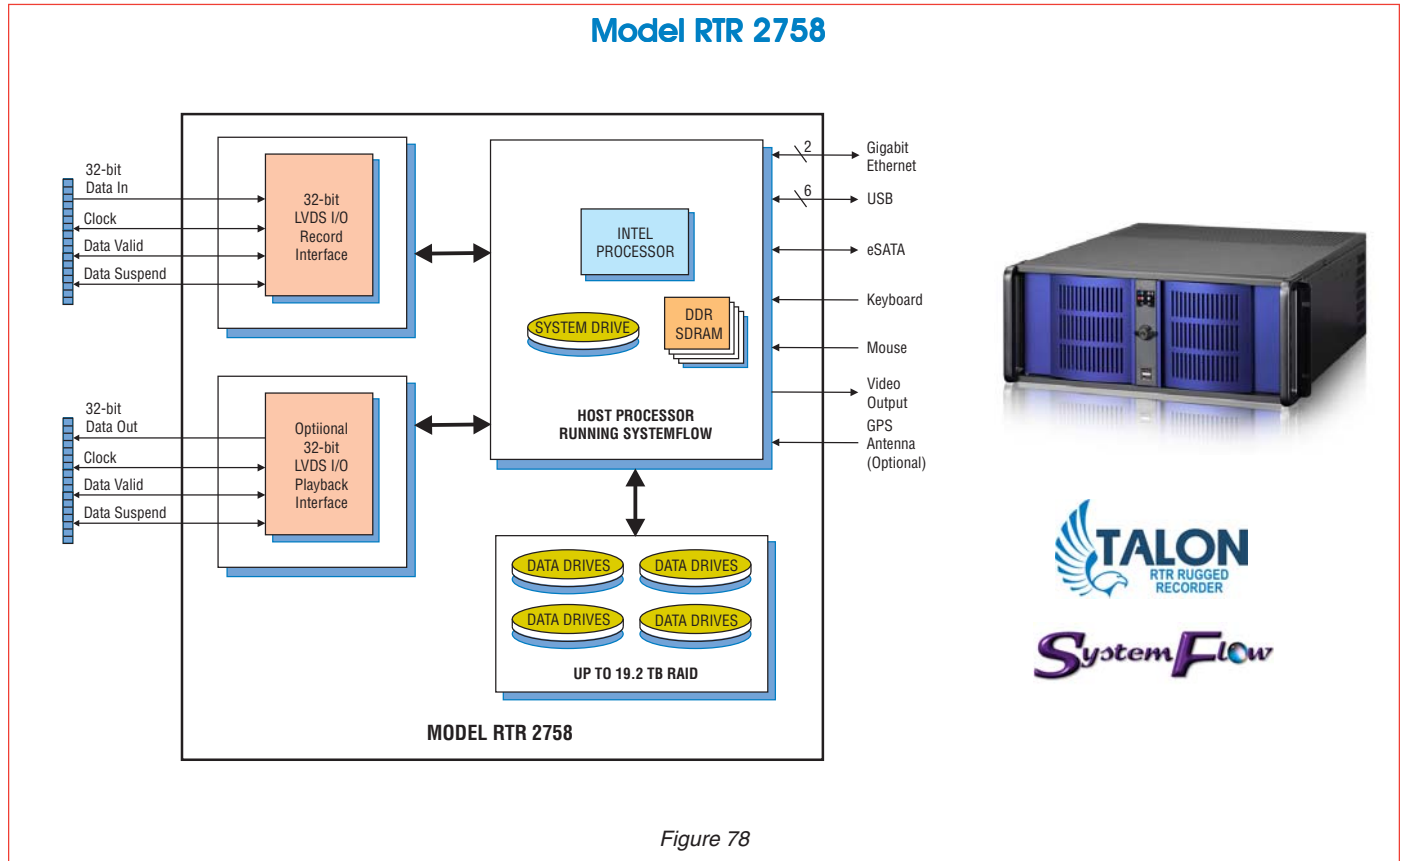 Model RTR 2758
32-bit
Data In
Clock
Data Valid
Data Suspend
32-bit
LVDS I/O
Record
Interface
32-bit
Data Out
Clock
Data Valid
Data Suspend
Optiional
32-bit
LVDS I/O
Playback
Interface
INTEL
PROCESSOR
SYSTEM DRIVE
DDR
SDRAM
HOST PROCESSOR
RUNNING SYSTEMFLOW
2
Gigabit
Ethernet
6
USB
eSATA
Keyboard
Mouse
Video
Output
GPS
Antenna
(Optional)
DATA DRIVES
DATA DRIVES
DATA DRIVES
DATA DRIVES
UP TO 19.2 TB RAID
MODEL RTR 2758
TALON
RTR RUGGED
RECORDER
SystemFlow
Figure 78